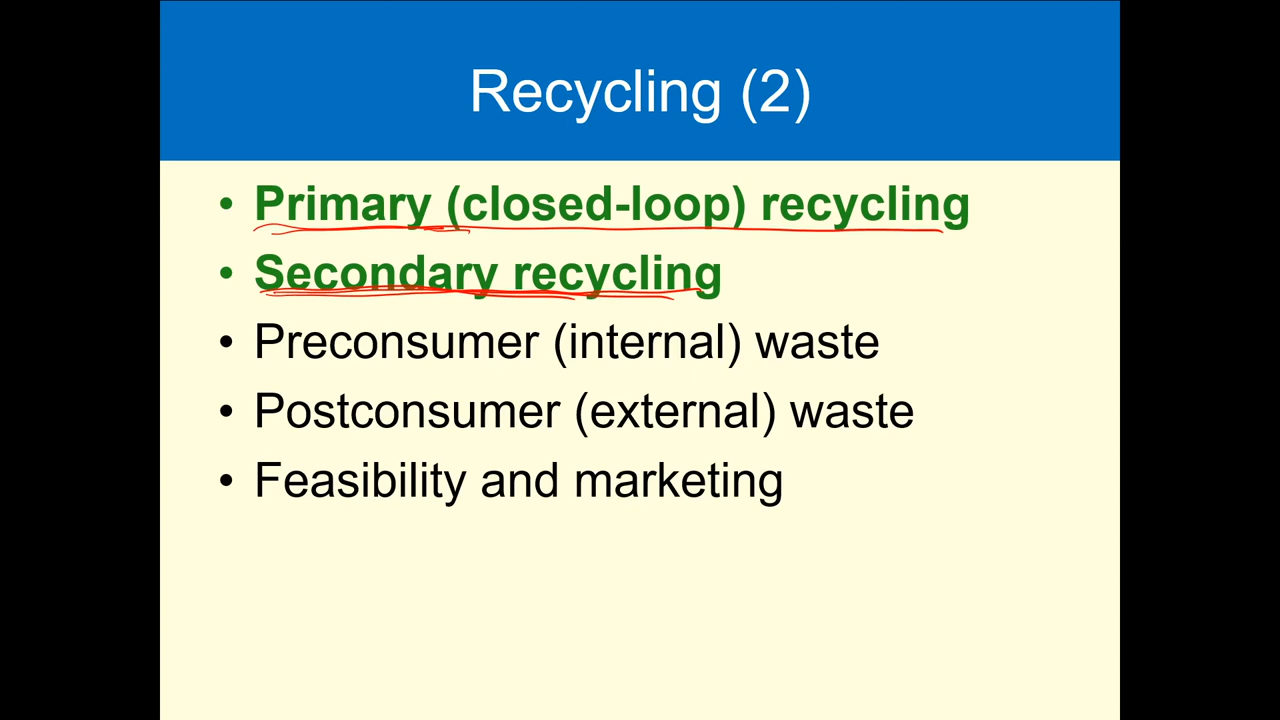 Recycling (2)
• Primary (closed-loop) recycling
• Secondary recycling
• Preconsumer (internal) waste
• Postconsumer (external) waste
• Feasibility and marketing